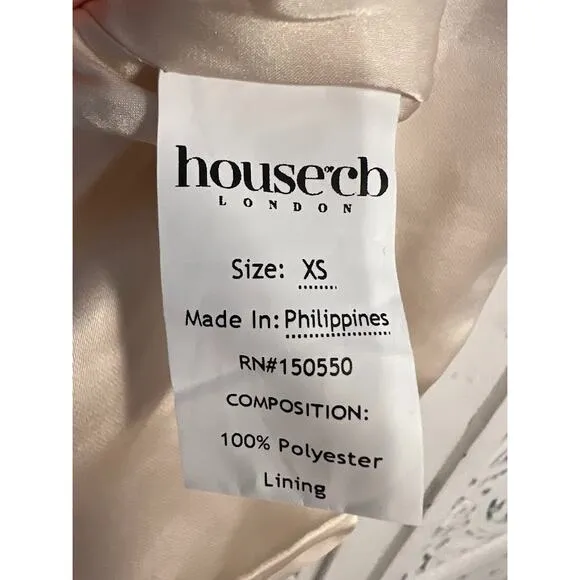 house of cb
LONDON
Size: XS
Made In: Philippines
RN#150550
COMPOSITION:
100% Polyester
Lining